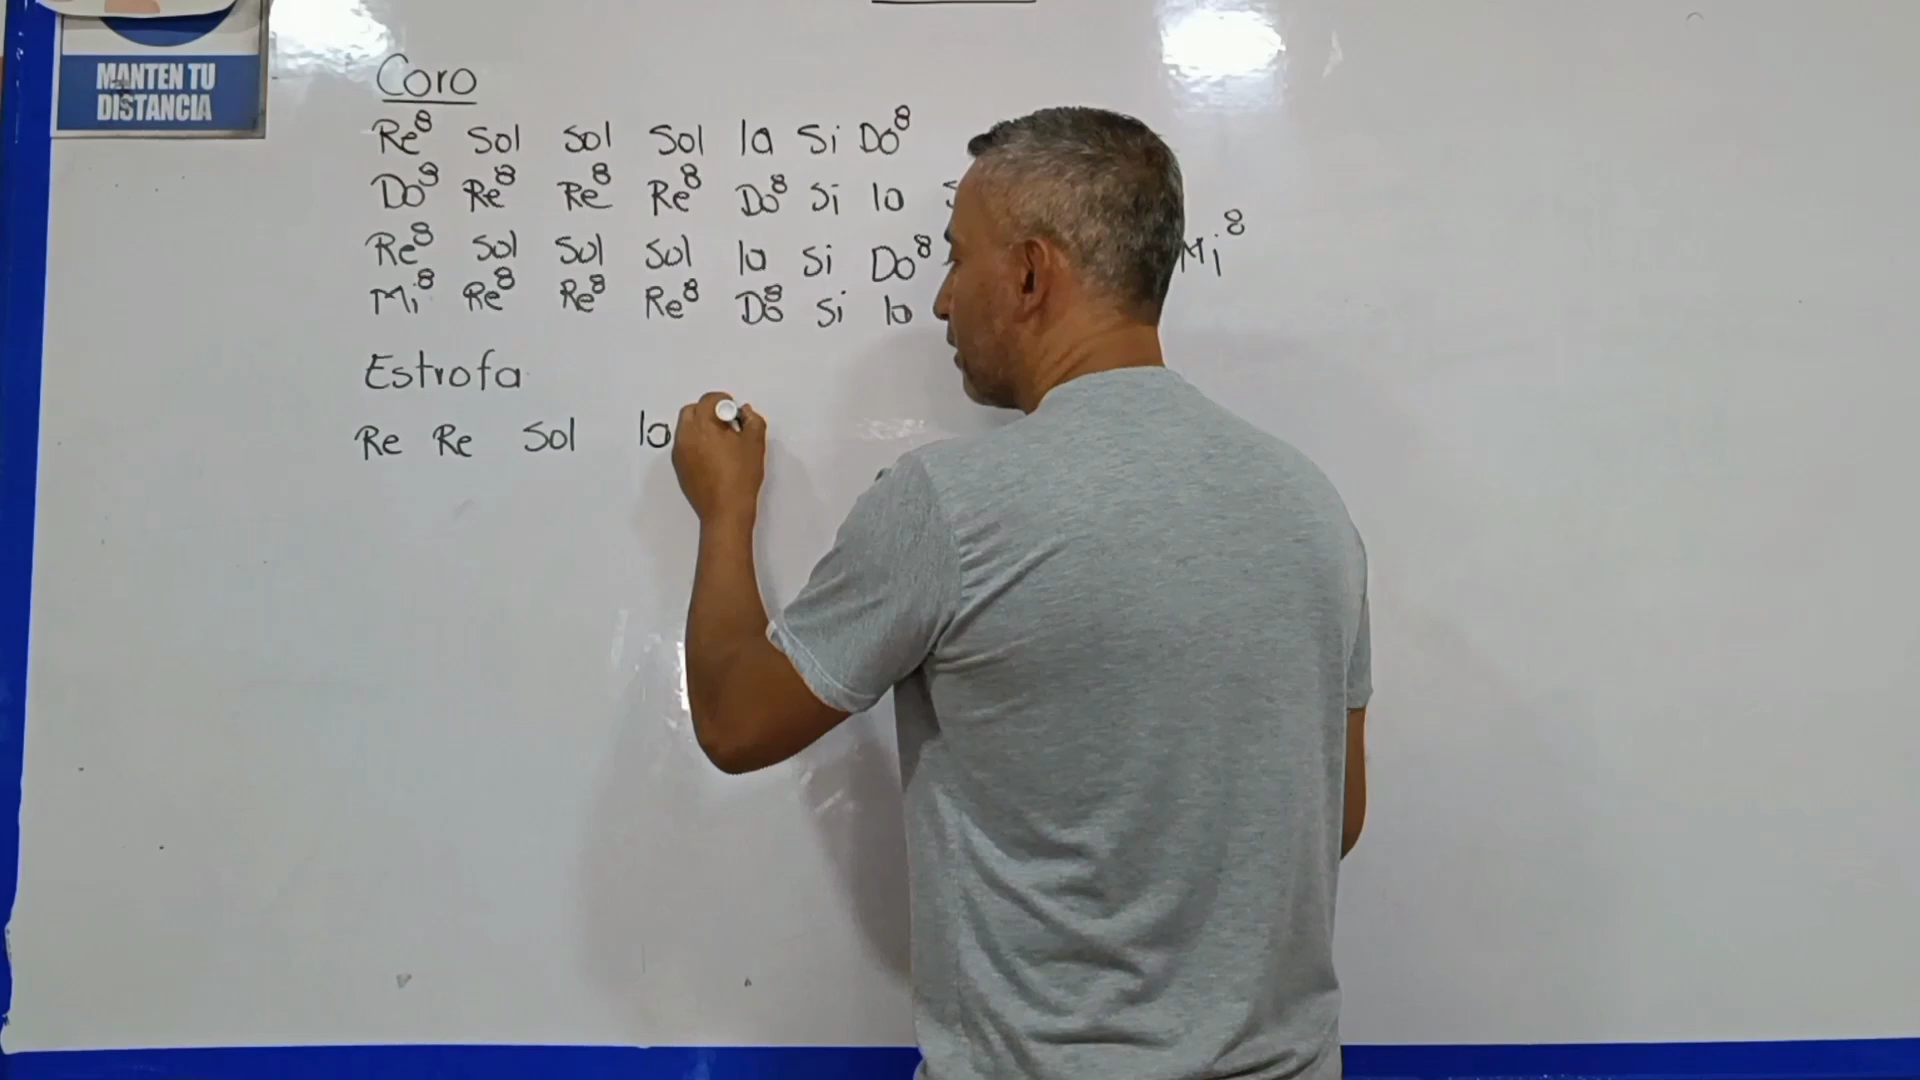 MANTEN TU
DISTANCIA
Coro
Re⁸ Sol Sol Sol la Si Do⁸
Do⁸ Re⁸ Re⁸ Re⁸ Do⁸ Si la
Re⁸ Sol Sol Sol la Si Do⁸ Mi⁸
Mi⁸ Re⁸ Re⁸ Re⁸ Do⁸ Si la
Estrofa
Re Re Sol la